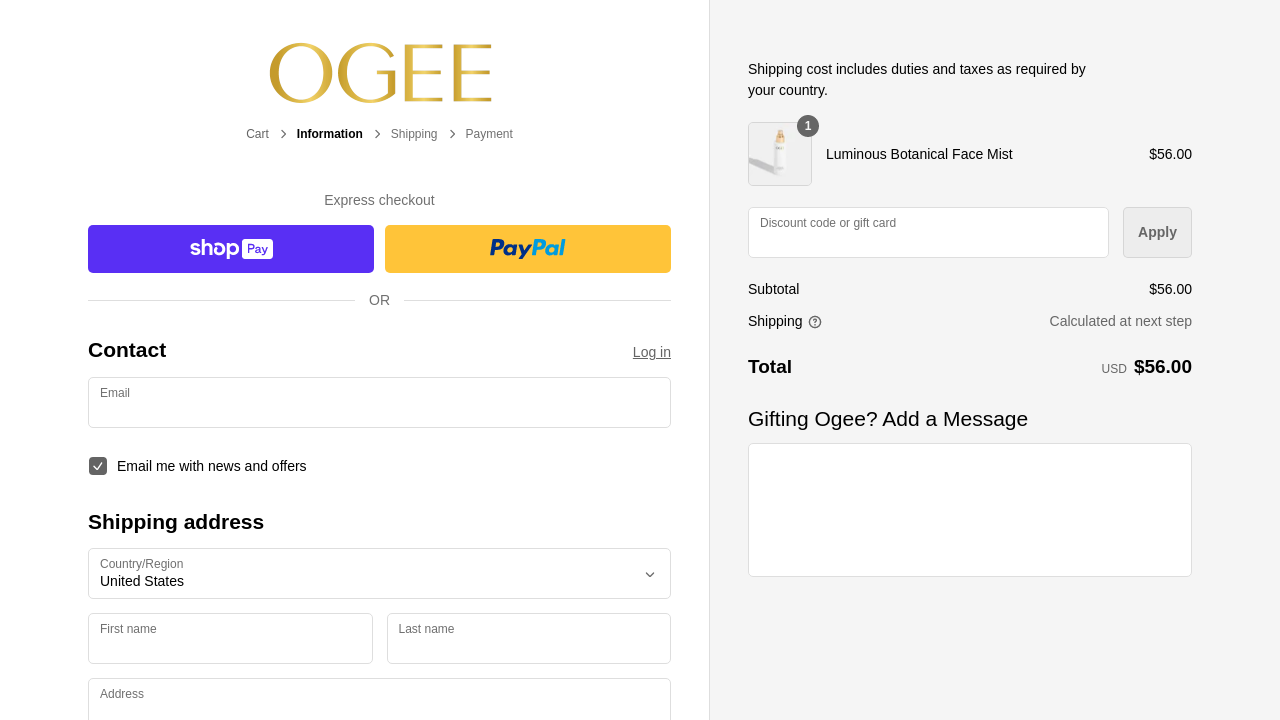 OGEE
Cart > Information > Shipping > Payment
Express checkout
shop Pay
PayPal
OR
Contact
Log in
Email
Email me with news and offers
Shipping address
Country/Region
United States
First name
Last name
Address
Shipping cost includes duties and taxes as required by
your country.
1
Luminous Botanical Face Mist $56.00
Discount code or gift card
Apply
Subtotal $56.00
Shipping Calculated at next step
Total USD $56.00
Gifting Ogee? Add a Message